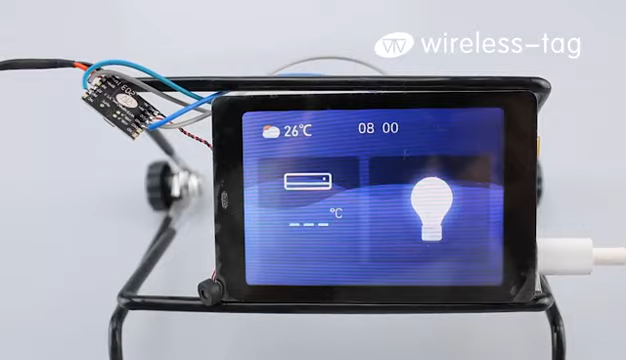 wireless-tag
26℃
08 00
---℃